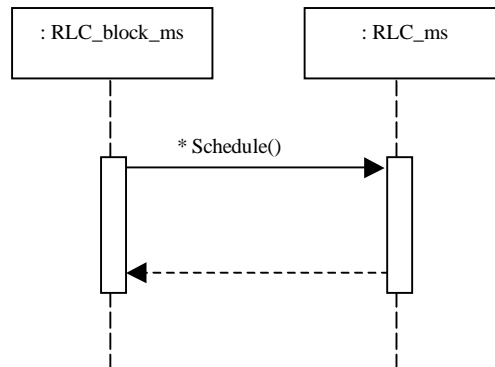 : RLC_block_ms
: RLC_ms
* Schedule()